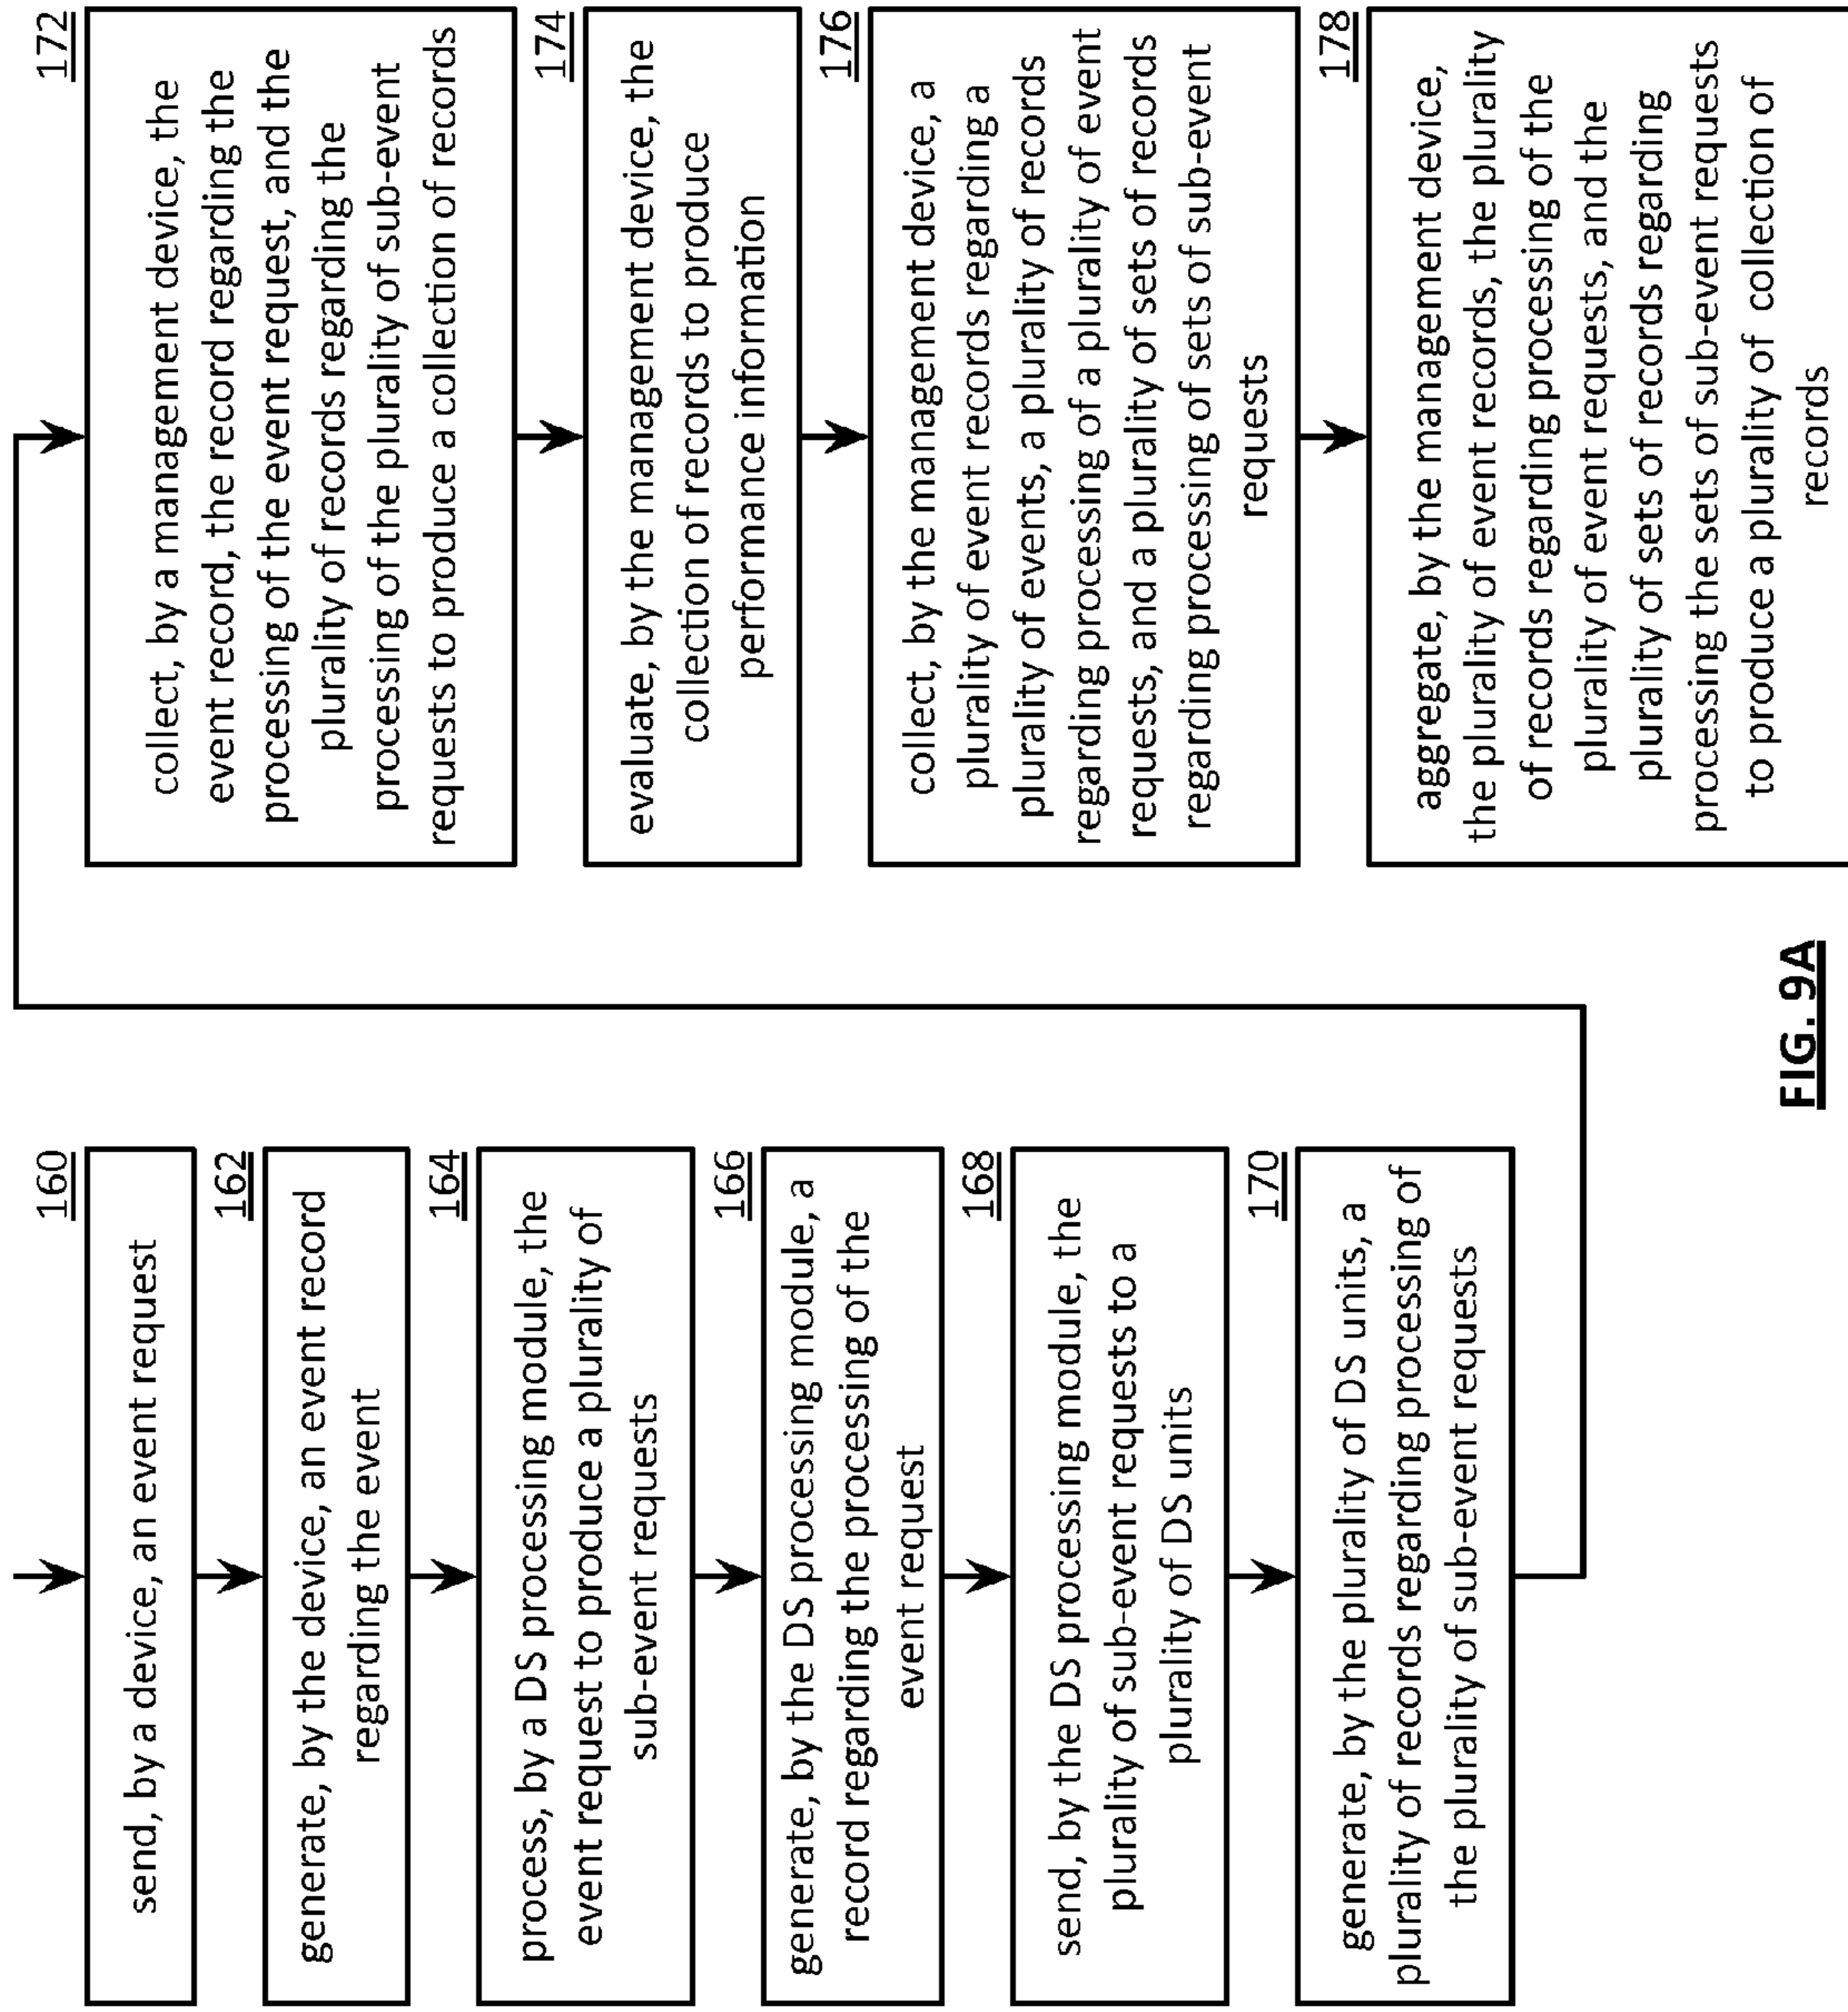 160
send, by a device, an event request
162
generate, by the device, an event record
regarding the event
164
process, by a DS processing module, the
event request to produce a plurality of
sub-event requests
166
generate, by the DS processing module, a
record regarding the processing of the
event request
168
send, by the DS processing module, the
plurality of sub-event requests to a
plurality of DS units
170
generate, by the plurality of DS units, a
plurality of records regarding processing of
the plurality of sub-event requests
172
collect, by a management device, the
event record, the record regarding the
processing of the event request, and the
plurality of records regarding the
processing of the plurality of sub-event
requests to produce a collection of records
174
evaluate, by the management device, the
collection of records to produce
performance information
176
collect, by the management device, a
plurality of event records regarding a
plurality of events, a plurality of records
regarding processing of a plurality of event
requests, and a plurality of sets of records
regarding processing of sets of sub-event
requests
178
aggregate, by the management device,
the plurality of event records, the plurality
of records regarding processing of the
plurality of event requests, and the
plurality of sets of records regarding
processing the sets of sub-event requests
to produce a plurality of collection of
records
FIG. 9A